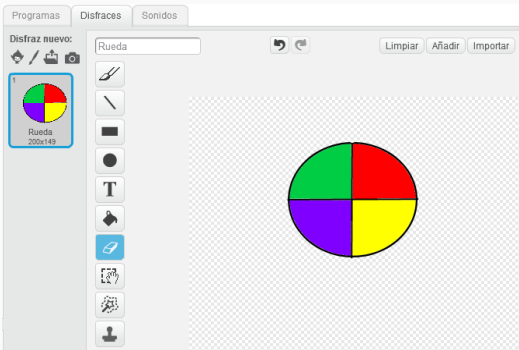 Programas Disfraces Sonidos
Disfraz nuevo:
Rueda
Limpiar Añadir Importar
1
Rueda
200x149
T